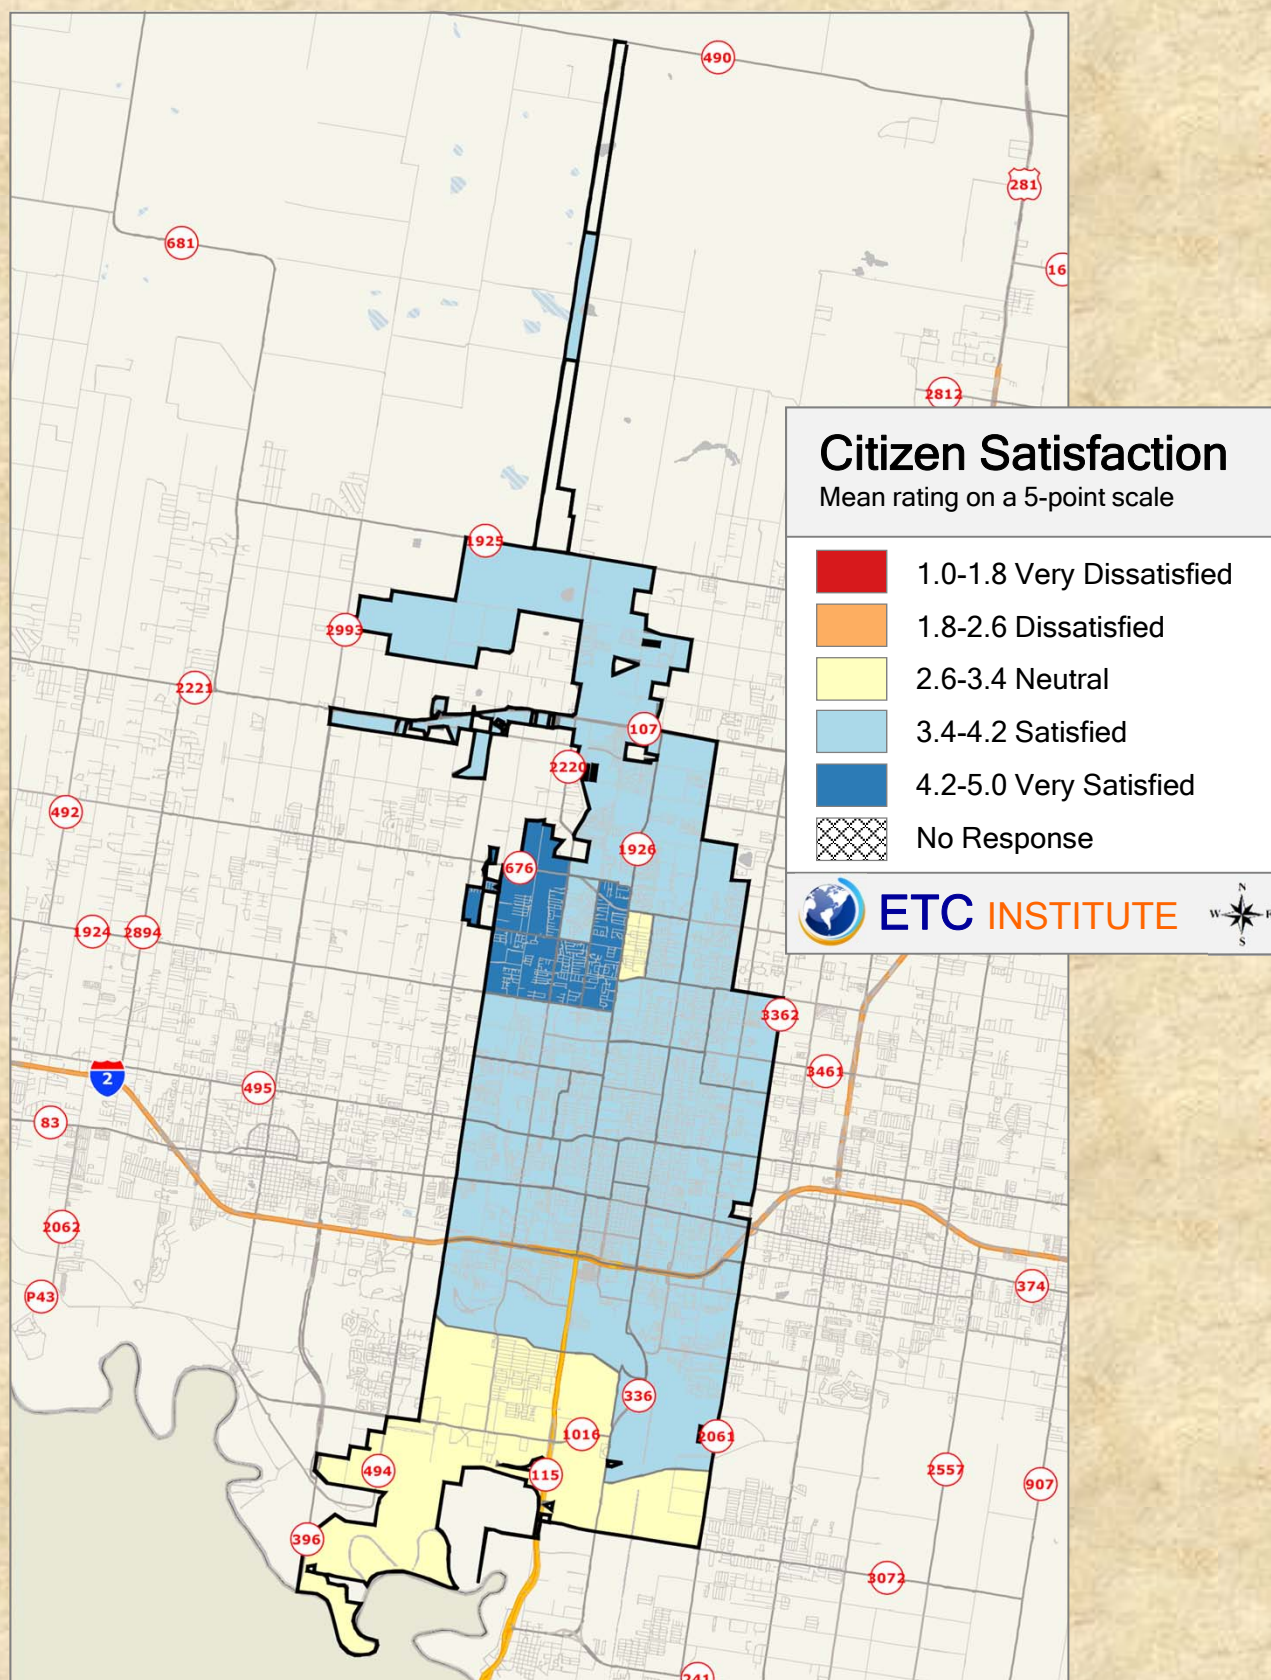 490
281
681
16
2812
Citizen Satisfaction
Mean rating on a 5-point scale
1.0-1.8 Very Dissatisfied
1.8-2.6 Dissatisfied
2.6-3.4 Neutral
3.4-4.2 Satisfied
4.2-5.0 Very Satisfied
No Response
ETC INSTITUTE
N
W E
S
1925
2993
2221
107
2220
492
1926
676
1924 2894
3362
3461
2
495
83
2062
P43
374
336
1016
2061
494
115
2557
907
396
3072
241